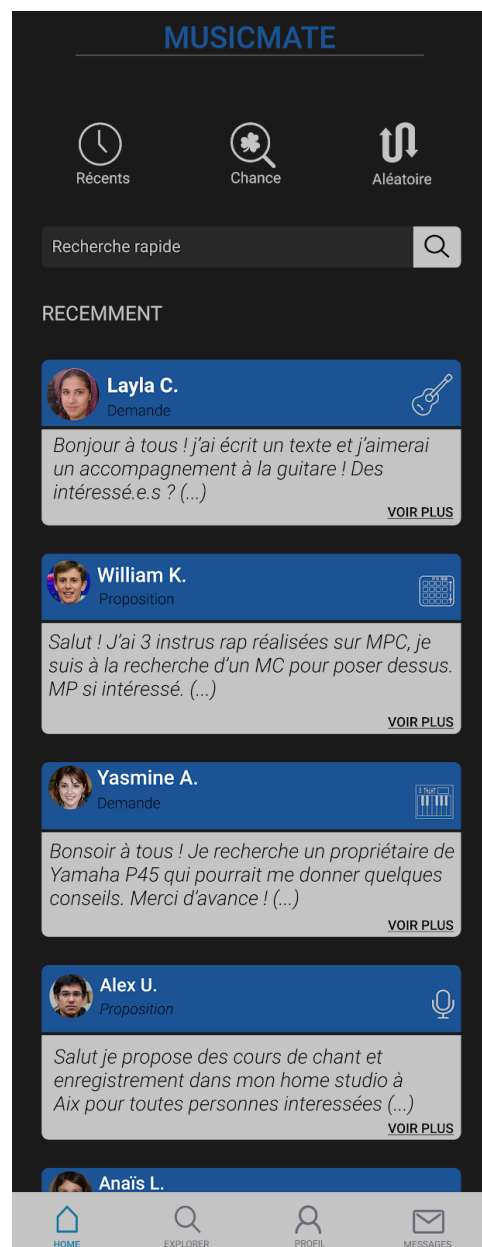 MUSICMATE
Récents
Chance
Aléatoire
Recherche rapide
RECEMMENT
Layla C.
Demande
Bonjour à tous ! j’ai écrit un texte et j’aimerai
un accompagnement à la guitare ! Des
intéressé.e.s ? (...)
VOIR PLUS
William K.
Proposition
Salut ! J’ai 3 instrus rap réalisées sur MPC, je
suis à la recherche d’un MC pour poser dessus.
MP si intéressé. (...)
VOIR PLUS
Yasmine A.
Demande
Bonsoir à tous ! Je recherche un propriétaire de
Yamaha P45 qui pourrait me donner quelques
conseils. Merci d’avance ! (...)
VOIR PLUS
Alex U.
Proposition
Salut je propose des cours de chant et
enregistrement dans mon home studio à
Aix pour toutes personnes interessées (...)
VOIR PLUS
Anaïs L.
HOME
EXPLORER
PROFIL
MESSAGES